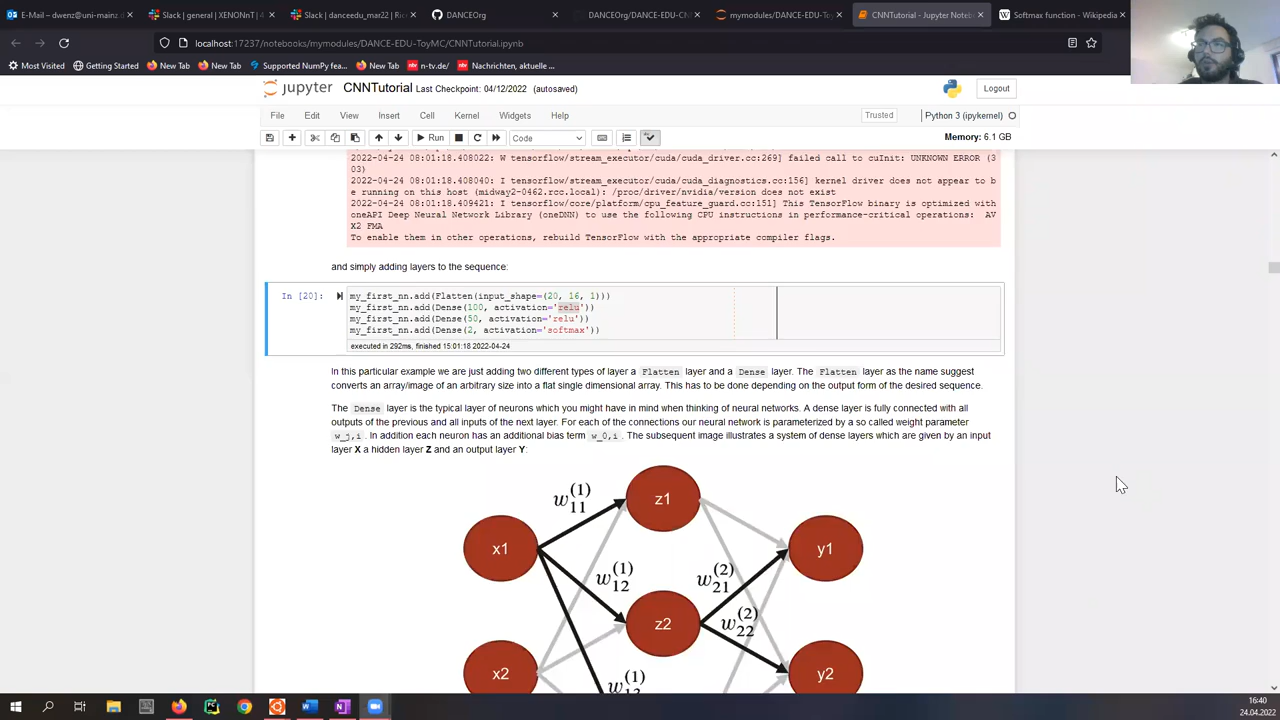 E-Mail – dwenz@uni-mainz.d
Slack | general | XENONnT | 4
Slack | danceedu_mar22 | Ri
DANCEOrg
DANCEOrg/DANCE-EDU-CN
mymodules/DANCE-EDU-To
CNNTutorial - Jupyter Noteb
Softmax function - Wikipedia
localhost:17237/notebooks/mymodules/DANCE-EDU-ToyMC/CNNTutorial.ipynb
Most Visited
Getting Started
New Tab
New Tab
Supported NumPy fea…
New Tab
n-tv.de/
Nachrichten, aktuelle …
jupyter CNNTutorial Last Checkpoint: 04/12/2022 (autosaved)
Logout
File Edit View Insert Cell Kernel Widgets Help
Trusted
Python 3 (ipykernel)
Run
Code
Memory: 6.1 GB
2022-04-24 08:01:18.408022: W tensorflow/stream_executor/cuda/cuda_driver.cc:269] failed call to cuInit: UNKNOWN ERROR (3
03)
2022-04-24 08:01:18.408040: I tensorflow/stream_executor/cuda/cuda_diagnostics.cc:156] kernel driver does not appear to b
e running on this host (midway2-0462.rcc.local): /proc/driver/nvidia/version does not exist
2022-04-24 08:01:18.409421: I tensorflow/core/platform/cpu_feature_guard.cc:151] This TensorFlow binary is optimized with
oneAPI Deep Neural Network Library (oneDNN) to use the following CPU instructions in performance-critical operations:  AV
X2 FMA
To enable them in other operations, rebuild TensorFlow with the appropriate compiler flags.
and simply adding layers to the sequence:
In [20]:
my_first_nn.add(Flatten(input_shape=(20, 16, 1)))
my_first_nn.add(Dense(100, activation='relu'))
my_first_nn.add(Dense(50, activation='relu'))
my_first_nn.add(Dense(2, activation='softmax'))
executed in 292ms, finished 15:01:18 2022-04-24
In this particular example we are just adding two different types of layer a Flatten layer and a Dense layer. The Flatten layer as the name suggest
converts an array/image of an arbitrary size into a flat single dimensional array. This has to be done depending on the output form of the desired sequence.
The Dense layer is the typical layer of neurons which you might have in mind when thinking of neural networks. A dense layer is fully connected with all
outputs of the previous and all inputs of the next layer. For each of the connections our neural network is parameterized by a so called weight parameter
w_j,i. In addition each neuron has an additional bias term w_0,i. The subsequent image illustrates a system of dense layers which are given by an input
layer X a hidden layer Z and an output layer Y:
w11(1)
z1
x1
y1
w12(1)
w21(2)
z2
w22(2)
x2
y2
w13(1)
16:40
24.04.2022